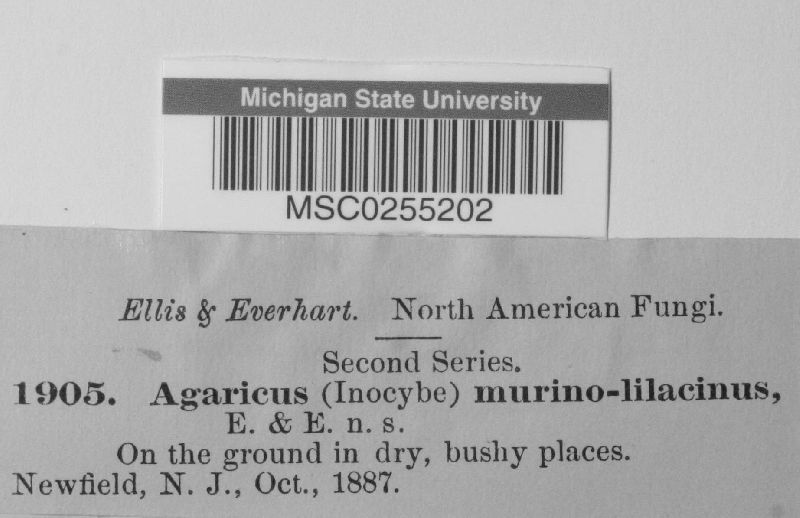 Michigan State University
MSC0255202
Ellis & Everhart. North American Fungi.
Second Series.
1905. Agaricus (Inocybe) murino-lilacinus,
E. & E. n. s.
On the ground in dry, bushy places.
Newfield, N. J., Oct., 1887.